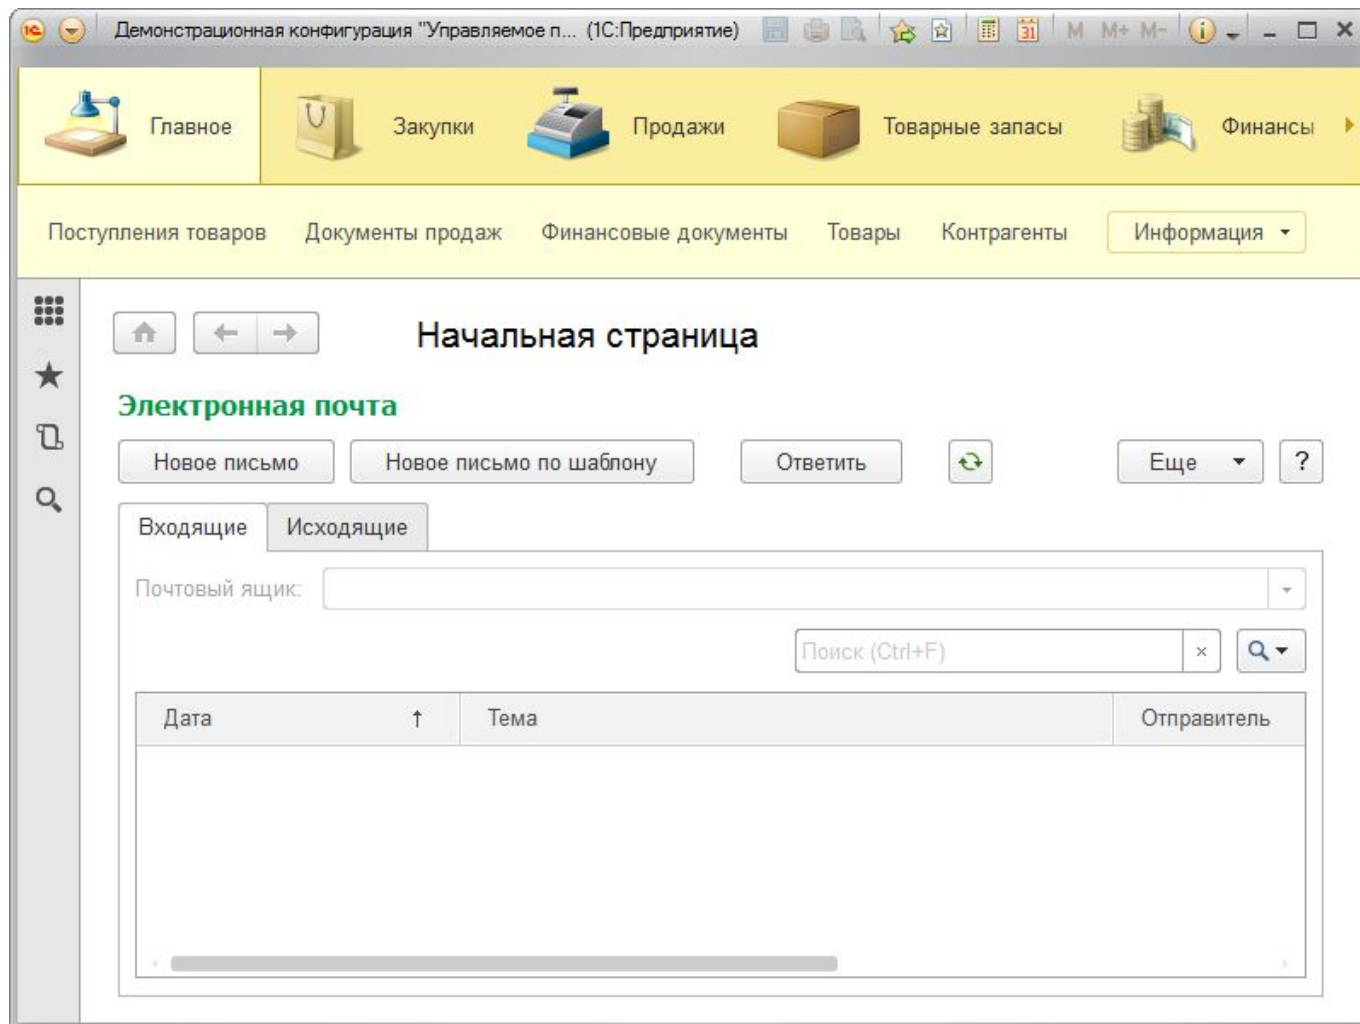 Демонстрационная конфигурация "Управляемое п... (1С:Предприятие) 31 M M+ M-
Главное Закупки Продажи Товарные запасы Финансы
Поступления товаров Документы продаж Финансовые документы Товары Контрагенты Информация
Начальная страница
Электронная почта
Новое письмо Новое письмо по шаблону Ответить Еще ?
Входящие Исходящие
Почтовый ящик:
Поиск (Ctrl+F) ×
Дата ↑ Тема Отправитель